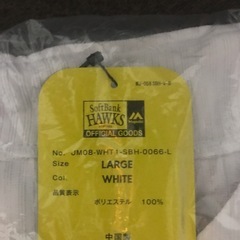 SoftBank
HAWKS
OFFICIAL GOODS
No. JM08-WHT1-SBH-0066-L
Size LARGE
Col. WHITE
品質表示
ポリエステル 100%
中国製